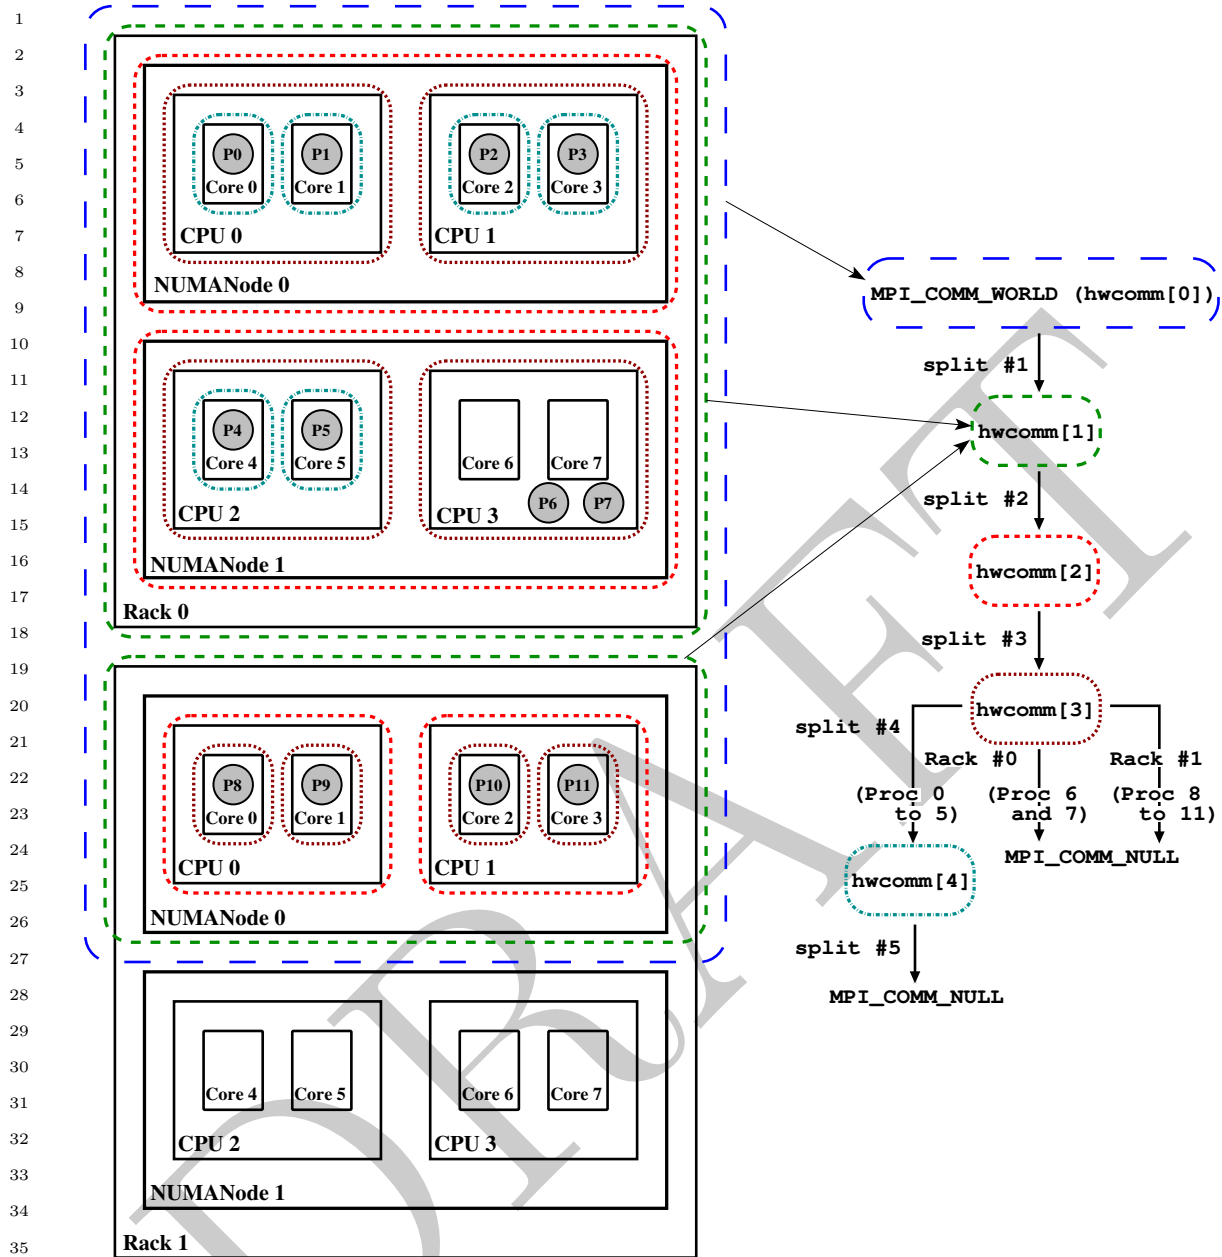 1
2
3
4
5
6
7
8
9
10
11
12
13
14
15
16
17
18
19
20
21
22
23
24
25
26
27
28
29
30
31
32
33
34
35
P0
Core 0
P1
Core 1
CPU 0
P2
Core 2
P3
Core 3
CPU 1
NUMANode 0
P4
Core 4
P5
Core 5
CPU 2
Core 6
Core 7
P6
P7
CPU 3
NUMANode 1
Rack 0
P8
Core 0
P9
Core 1
CPU 0
P10
Core 2
P11
Core 3
CPU 1
NUMANode 0
Core 4
Core 5
CPU 2
Core 6
Core 7
CPU 3
NUMANode 1
Rack 1
MPI_COMM_WORLD (hwcomm[0])
split #1
hwcomm[1]
split #2
hwcomm[2]
split #3
hwcomm[3]
split #4
Rack #0
Rack #1
(Proc 0
to 5)
(Proc 6
and 7)
(Proc 8
to 11)
MPI_COMM_NULL
hwcomm[4]
split #5
MPI_COMM_NULL
DRAFT